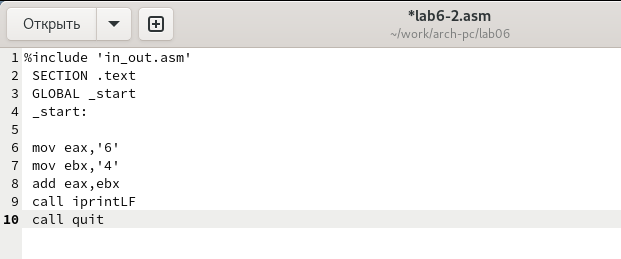 Открыть
*lab6-2.asm
~/work/arch-pc/lab06
1 %include 'in_out.asm'
2 SECTION .text
3 GLOBAL _start
4 _start:
5
6 mov eax,'6'
7 mov ebx,'4'
8 add eax,ebx
9 call iprintLF
10 call quit